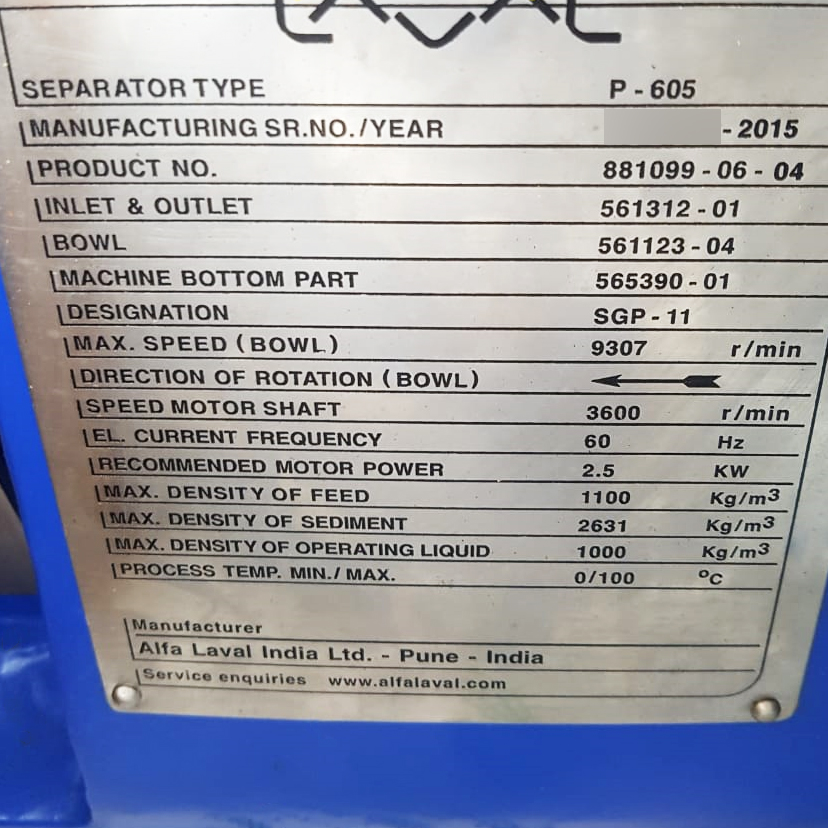 SEPARATOR TYPE P - 605
MANUFACTURING SR.NO./YEAR - 2015
PRODUCT NO. 881099 - 06 - 04
INLET & OUTLET 561312 - 01
BOWL 561123 - 04
MACHINE BOTTOM PART 565390 - 01
DESIGNATION SGP - 11
MAX. SPEED (BOWL) 9307 r/min
DIRECTION OF ROTATION (BOWL)
SPEED MOTOR SHAFT 3600 r/min
EL. CURRENT FREQUENCY 60 Hz
RECOMMENDED MOTOR POWER 2.5 KW
MAX. DENSITY OF FEED 1100 Kg/m3
MAX. DENSITY OF SEDIMENT 2631 Kg/m3
MAX. DENSITY OF OPERATING LIQUID 1000 Kg/m3
PROCESS TEMP. MIN./ MAX. 0/100 °C
Manufacturer
Alfa Laval India Ltd. - Pune - India
Service enquiries www.alfalaval.com